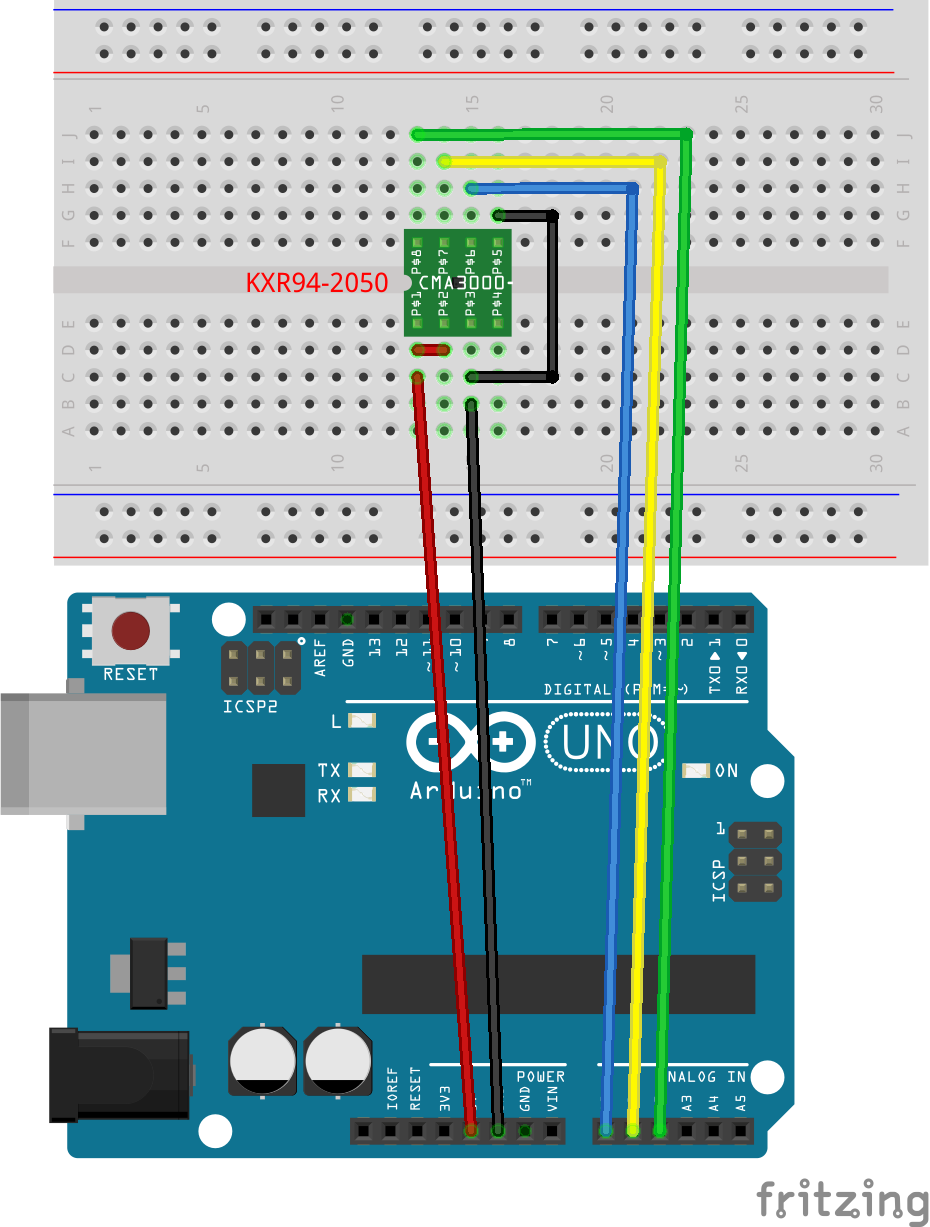 1 5 10 15 20 25 30
J J
I I
H H
G G
F F
KXR94-2050
P$8 P$7 P$6 P$5
CMA3000-
P$1 P$2 P$3 P$4
E E
D D
C C
B B
A A
1 5 10 20 25 30
RESET
ICSP2
AREF
GND
13
12
~11
~10
8
7
~6
~5
4
~3
2
TX0▶1
RX0◀0
DIGITAL (PWM=~)
L
TX
RX
UNO
Arduino™
ON
1
ICSP
IOREF
RESET
3V3
GND
VIN
POWER
NALOG IN
A3
A4
A5
fritzing